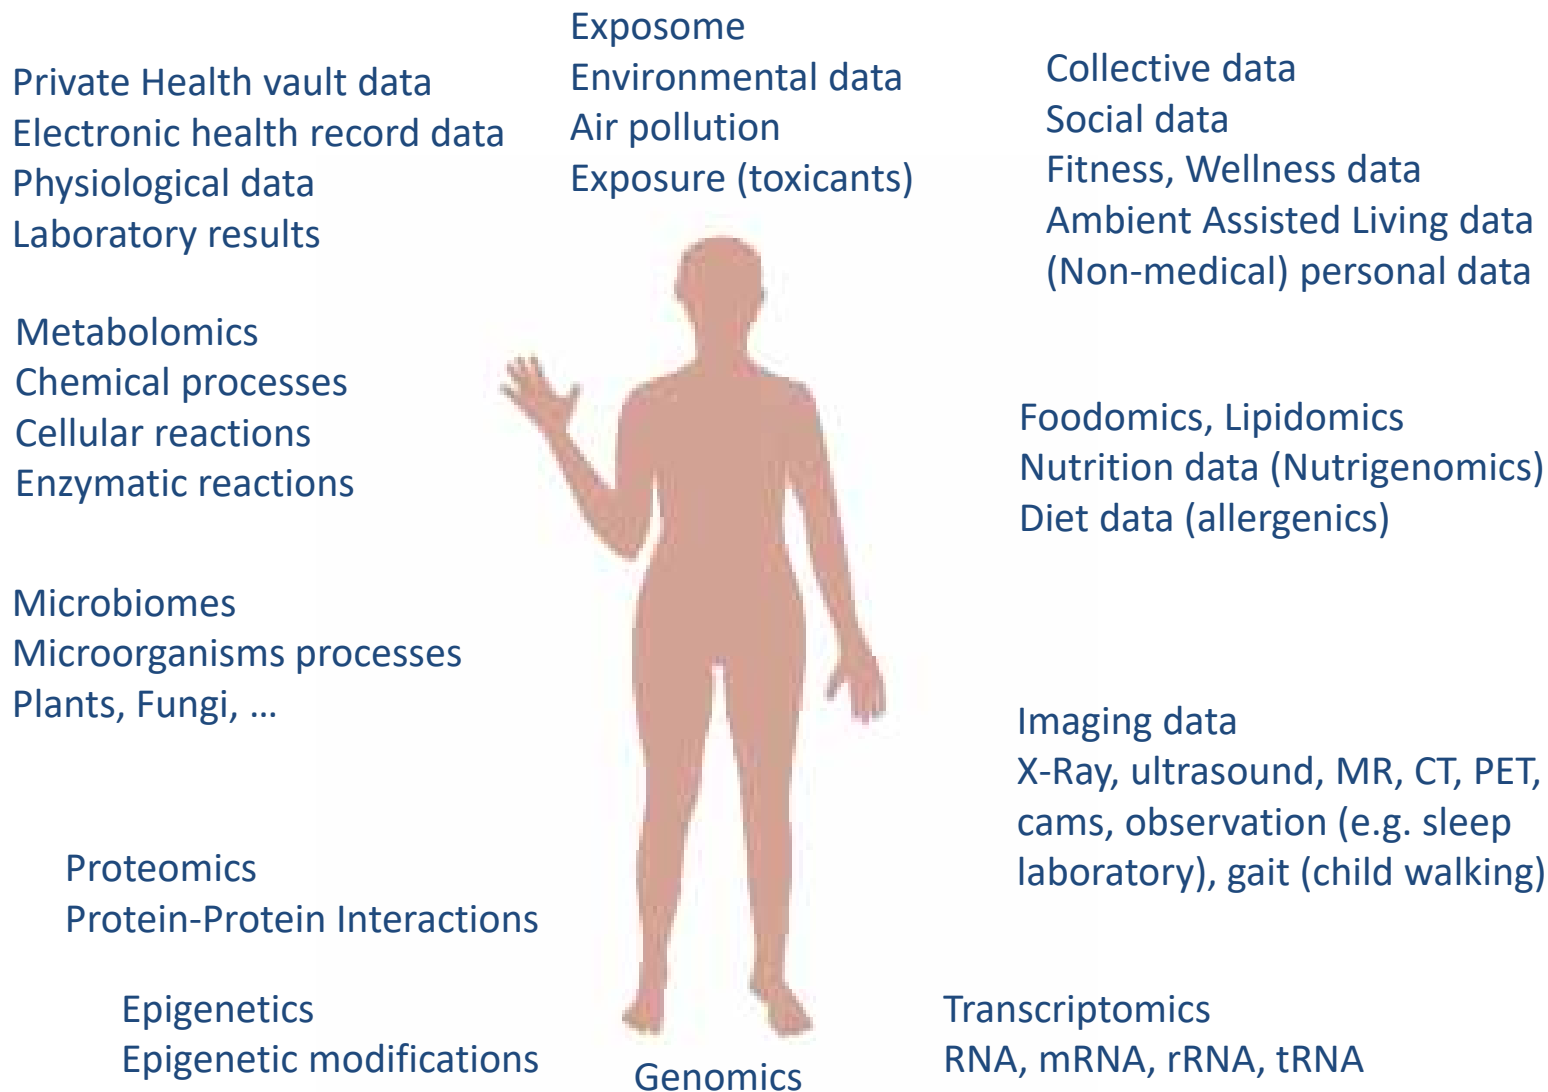 Exposome
Environmental data
Air pollution
Exposure (toxicants)
Private Health vault data
Electronic health record data
Physiological data
Laboratory results
Collective data
Social data
Fitness, Wellness data
Ambient Assisted Living data
(Non-medical) personal data
Metabolomics
Chemical processes
Cellular reactions
Enzymatic reactions
Foodomics, Lipidomics
Nutrition data (Nutrigenomics)
Diet data (allergenics)
Microbiomes
Microorganisms processes
Plants, Fungi, ...
Imaging data
X-Ray, ultrasound, MR, CT, PET,
cams, observation (e.g. sleep
laboratory), gait (child walking)
Proteomics
Protein-Protein Interactions
Epigenetics
Epigenetic modifications
Genomics
Transcriptomics
RNA, mRNA, rRNA, tRNA